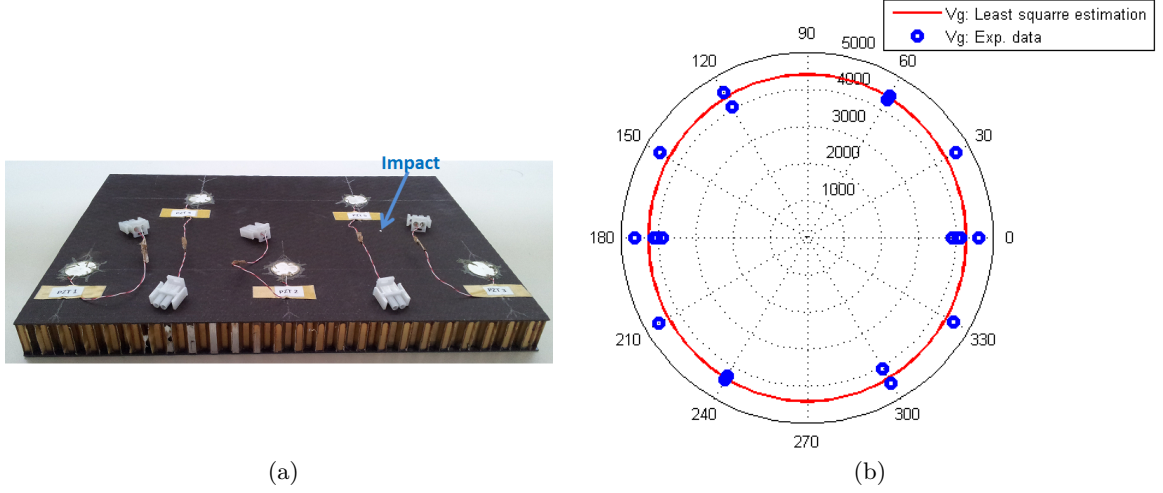 Impact
PZT 1
PZT 2
PZT 3
(a)
Vg: Least squarre estimation
Vg: Exp. data
90
5000
60
120
4000
3000
150
30
2000
1000
180
0
210
330
240
300
270
(b)